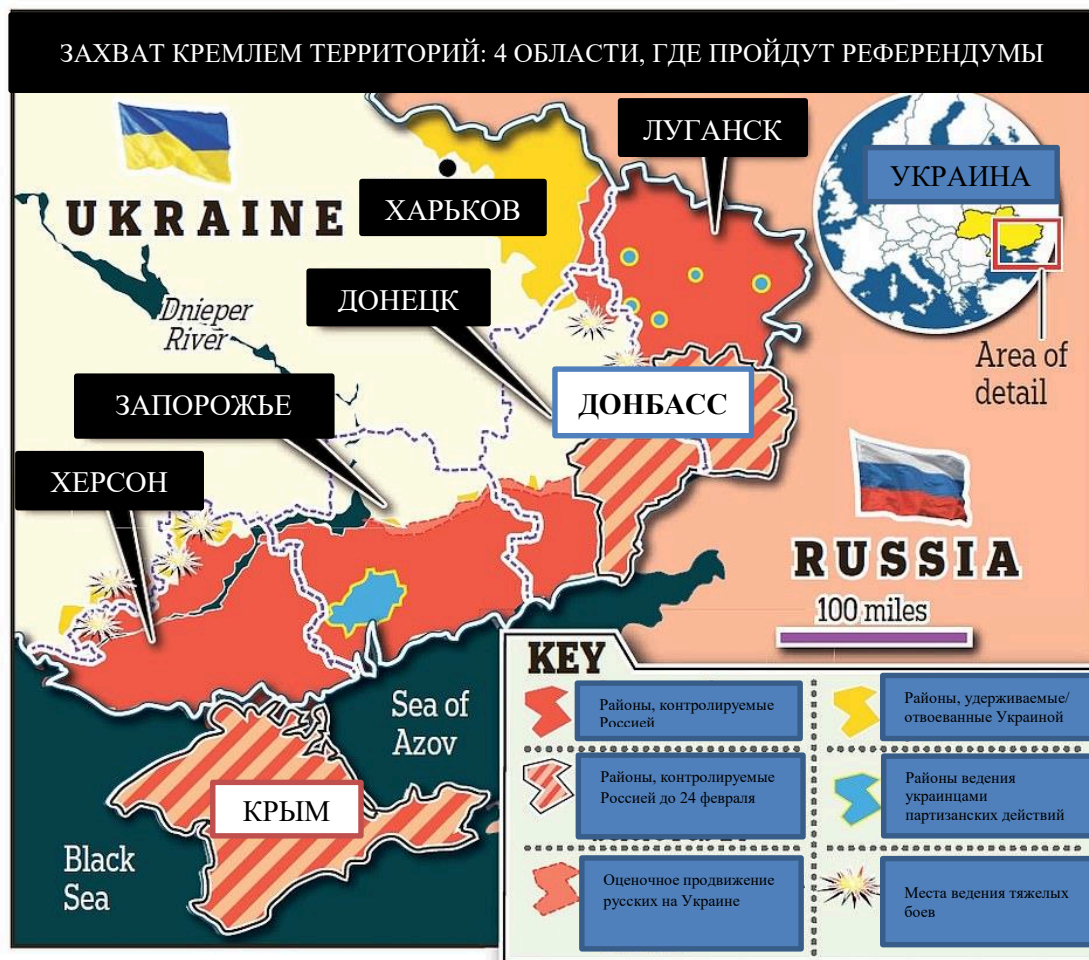 ЗАХВАТ КРЕМЛЕМ ТЕРРИТОРИЙ: 4 ОБЛАСТИ, ГДЕ ПРОЙДУТ РЕФЕРЕНДУМЫ
ЛУГАНСК
УКРАИНА
UKRAINE
ХАРЬКОВ
ДОНЕЦК
Dnieper
River
Area of
detail
ЗАПОРОЖЬЕ
ДОНБАСС
ХЕРСОН
RUSSIA
100 miles
KEY
Районы, контролируемые
Россией
Районы, удерживаемые/
отвоеванные Украиной
Районы, контролируемые
Россией до 24 февраля
Районы ведения
украинцами
партизанских действий
Оценочное продвижение
русских на Украине
Места ведения тяжелых
боев
Sea of
Azov
КРЫМ
Black
Sea